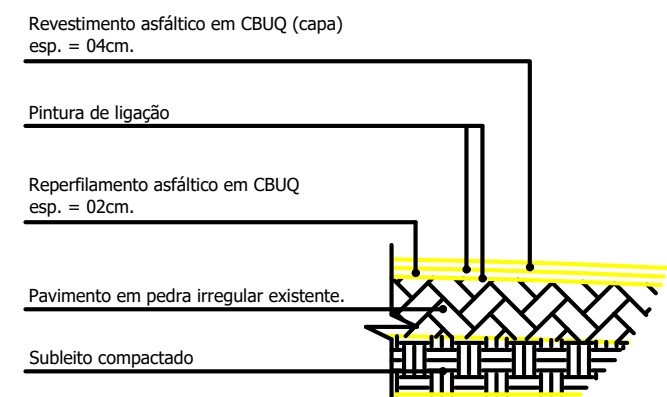 Revestimento asfáltico em CBUQ (capa)
esp. = 04cm.
Pintura de ligação
Reperfilamento asfáltico em CBUQ
esp. = 02cm.
Pavimento em pedra irregular existente.
Subleito compactado